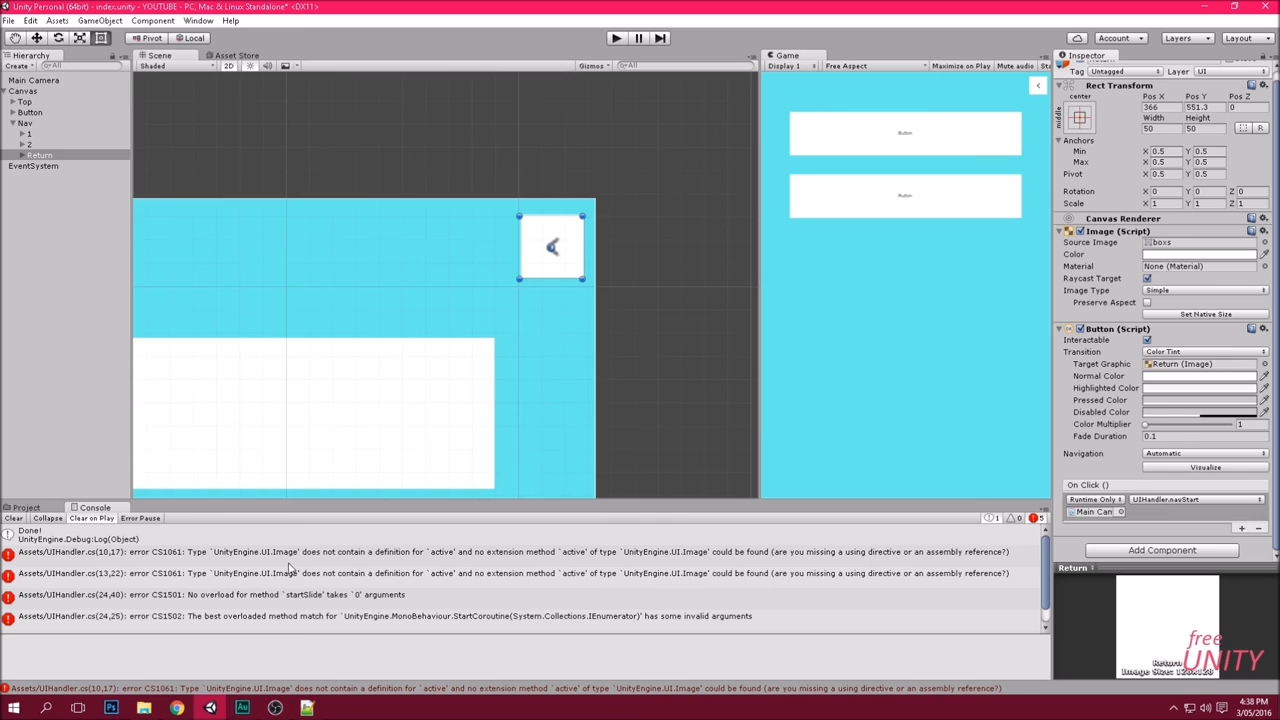 Unity Personal (64bit) - index.unity - YOUTUBE - PC, Mac & Linux Standalone* <DX11>
File Edit Assets GameObject Component Window Help
Pivot Local Account Layers Layout
Hierarchy
Create All
Main Camera
Canvas
Top
Button
Nav
1
2
Return
EventSystem
Scene Asset Store
Shaded 2D Gizmos All
Game
Display 1 Free Aspect Maximize on Play Mute audio
<
Button
Button
Inspector
Tag Untagged Layer UI
Rect Transform
center Pos X Pos Y Pos Z
366 551.3 0
middle Width Height
50 50 R
Anchors
Min X 0.5 Y 0.5
Max X 0.5 Y 0.5
Pivot X 0.5 Y 0.5
Rotation X 0 Y 0 Z 0
Scale X 1 Y 1 Z 1
Canvas Renderer
Image (Script)
Source Image boxs
Color
Material None (Material)
Raycast Target
Image Type Simple
Preserve Aspect
Set Native Size
Button (Script)
Interactable
Transition Color Tint
Target Graphic Return (Image)
Normal Color
Highlighted Color
Pressed Color
Disabled Color
Color Multiplier 1
Fade Duration 0.1
Navigation Automatic
Visualize
On Click ()
Runtime Only UIHandler.navStart
Main Can
Add Component
Return
free
UNITY
Return
Image Size: 128x128
Project Console
Clear Collapse Clear on Play Error Pause 1 0 5
Done!
UnityEngine.Debug:Log(Object)
Assets/UIHandler.cs(10,17): error CS1061: Type `UnityEngine.UI.Image' does not contain a definition for `active' and no extension method `active' of type `UnityEngine.UI.Image' could be found (are you missing a using directive or an assembly reference?)
Assets/UIHandler.cs(13,22): error CS1061: Type `UnityEngine.UI.Image' does not contain a definition for `active' and no extension method `active' of type `UnityEngine.UI.Image' could be found (are you missing a using directive or an assembly reference?)
Assets/UIHandler.cs(24,40): error CS1501: No overload for method `startSlide' takes `0' arguments
Assets/UIHandler.cs(24,25): error CS1502: The best overloaded method match for `UnityEngine.MonoBehaviour.StartCoroutine(System.Collections.IEnumerator)' has some invalid arguments
Assets/UIHandler.cs(10,17): error CS1061: Type `UnityEngine.UI.Image' does not contain a definition for `active' and no extension method `active' of type `UnityEngine.UI.Image' could be found (are you missing a using directive or an assembly reference?)
Ps Au
4:38 PM
3/05/2016